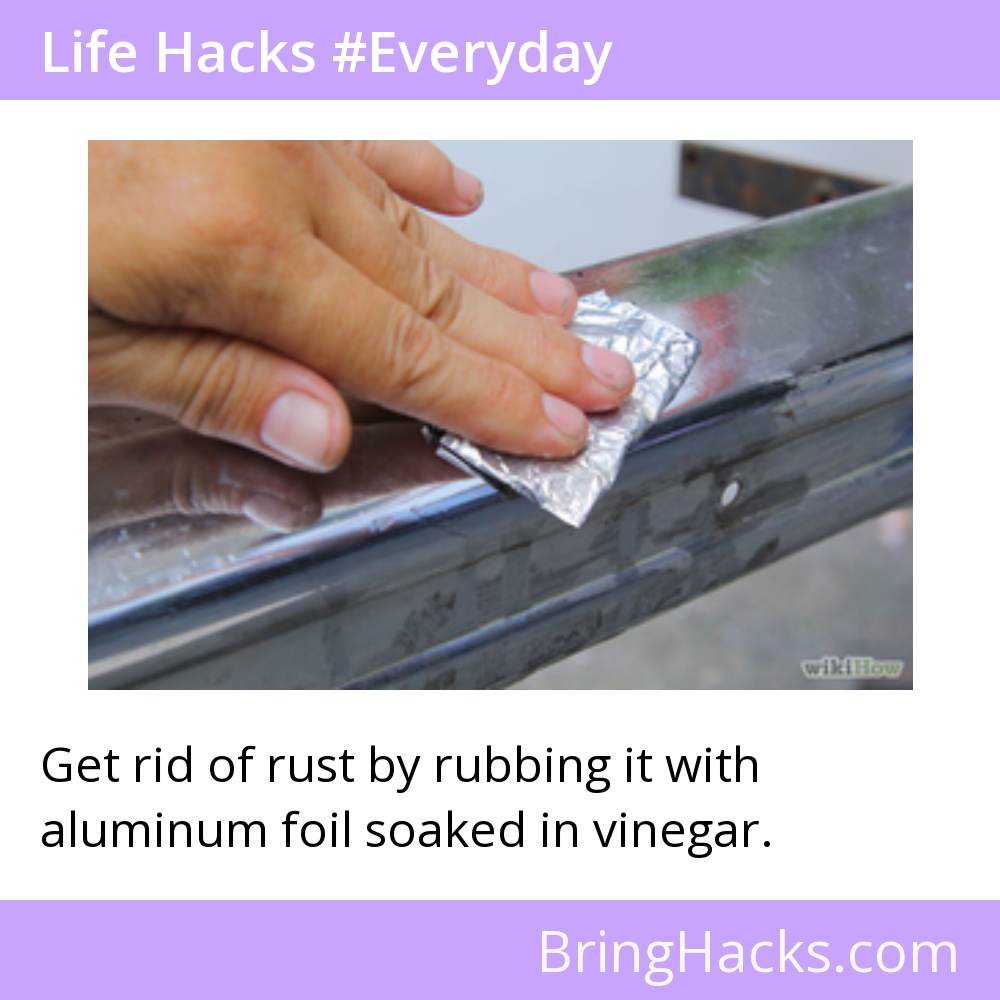 Life Hacks #Everyday
wikiHow
Get rid of rust by rubbing it with
aluminum foil soaked in vinegar.
BringHacks.com